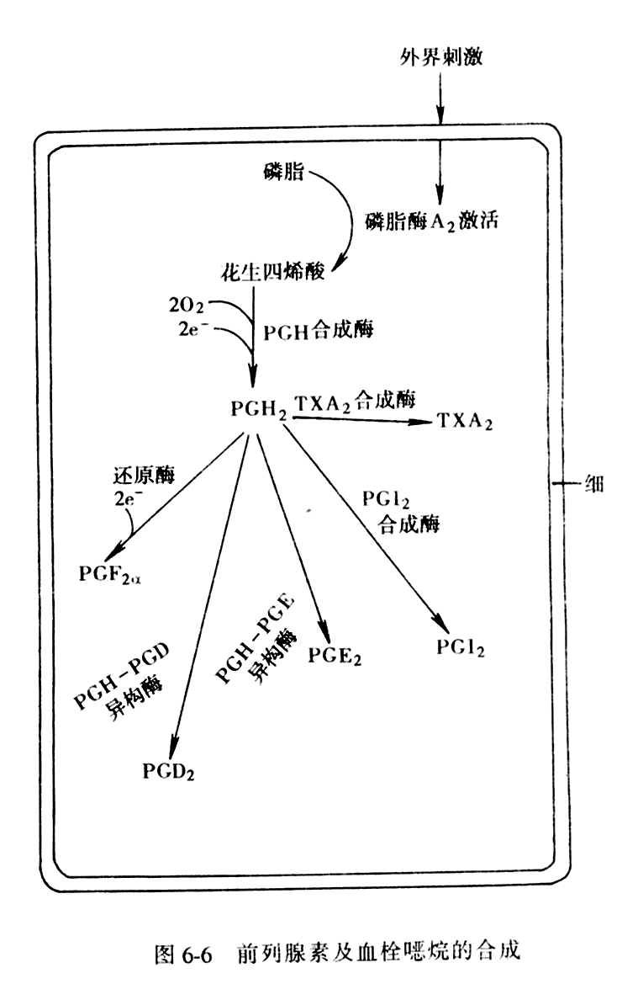 外界刺激
磷脂
磷脂酶A₂激活
花生四烯酸
2O₂
2e⁻
PGH合成酶
PGH₂
TXA₂合成酶
TXA₂
还原酶
2e⁻
PGI₂
合成酶
细
PGF₂α
PGH-PGD
异构酶
PGH-PGE
异构酶
PGE₂
PGI₂
PGD₂
图 6-6 前列腺素及血栓噁烷的合成